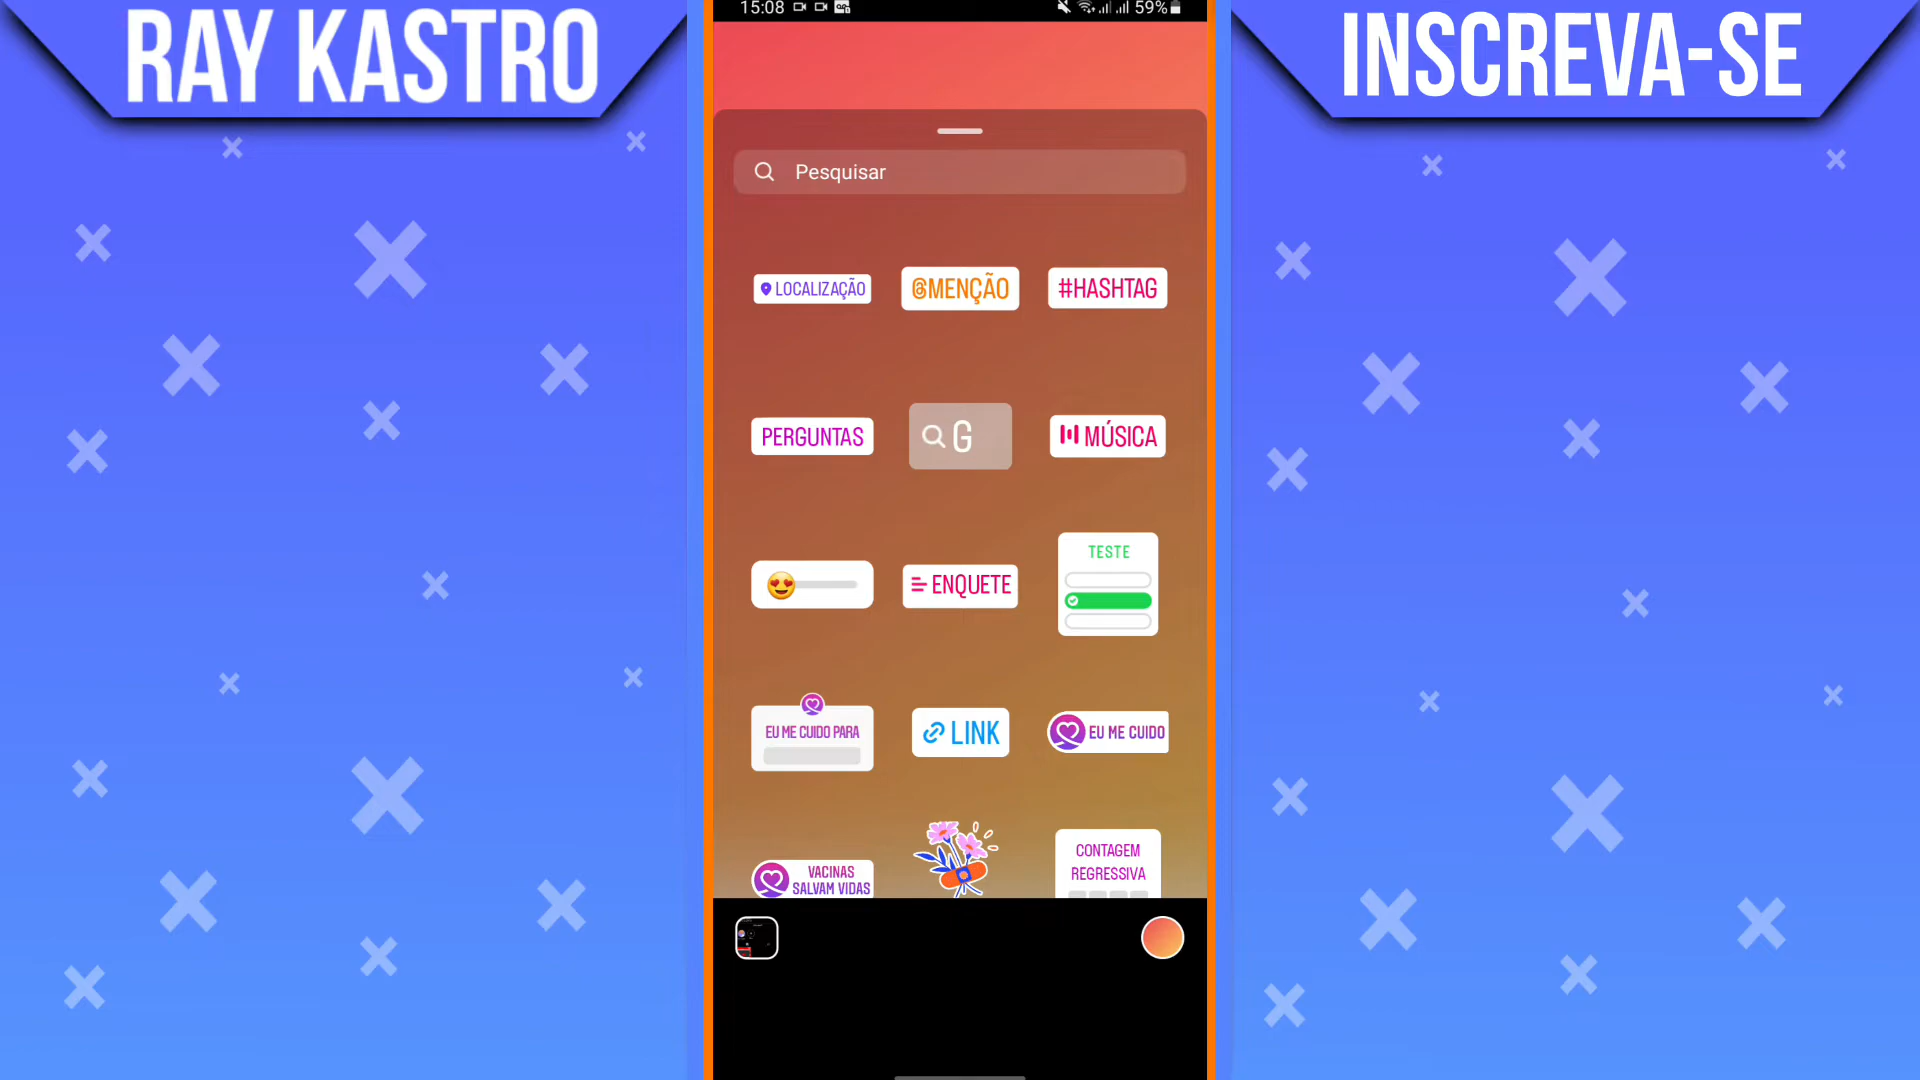 RAY KASTRO
INSCREVA-SE
15:08
59%
Pesquisar
LOCALIZAÇÃO
@MENÇÃO
#HASHTAG
PERGUNTAS
G
MÚSICA
ENQUETE
TESTE
EU ME CUIDO PARA
LINK
EU ME CUIDO
VACINAS
SALVAM VIDAS
CONTAGEM
REGRESSIVA